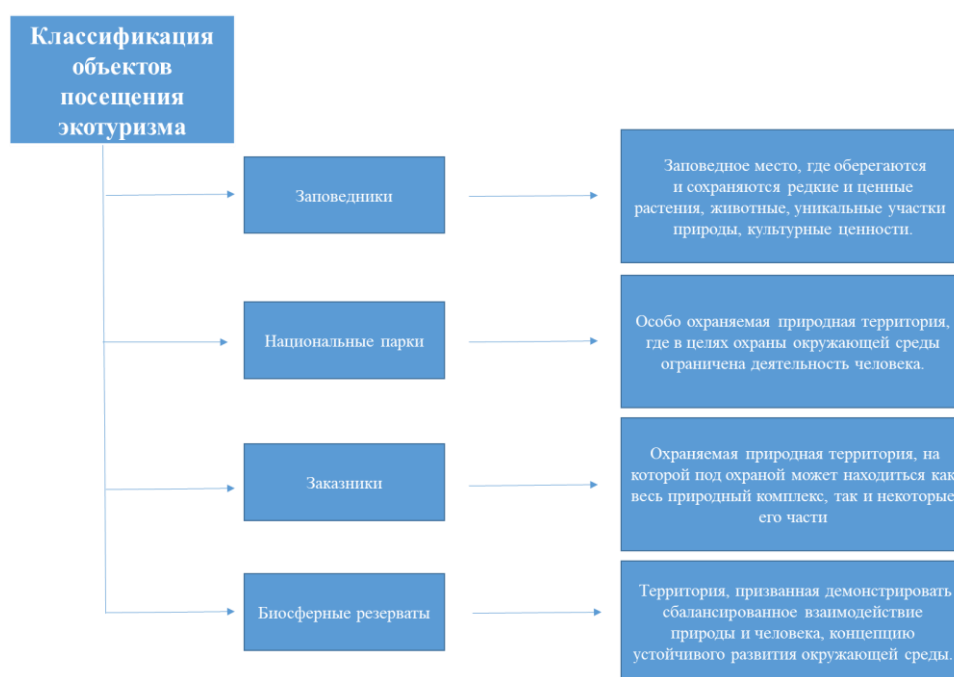 Классификация
объектов
посещения
экотуризма
Заповедники
Заповедное место, где оберегаются
и сохраняются редкие и ценные
растения, животные, уникальные участки
природы, культурные ценности.
Национальные парки
Особо охраняемая природная территория,
где в целях охраны окружающей среды
ограничена деятельность человека.
Заказники
Охраняемая природная территория, на
которой под охраной может находиться как
весь природный комплекс, так и некоторые
его части
Биосферные резерваты
Территория, призванная демонстрировать
сбалансированное взаимодействие
природы и человека, концепцию
устойчивого развития окружающей среды.